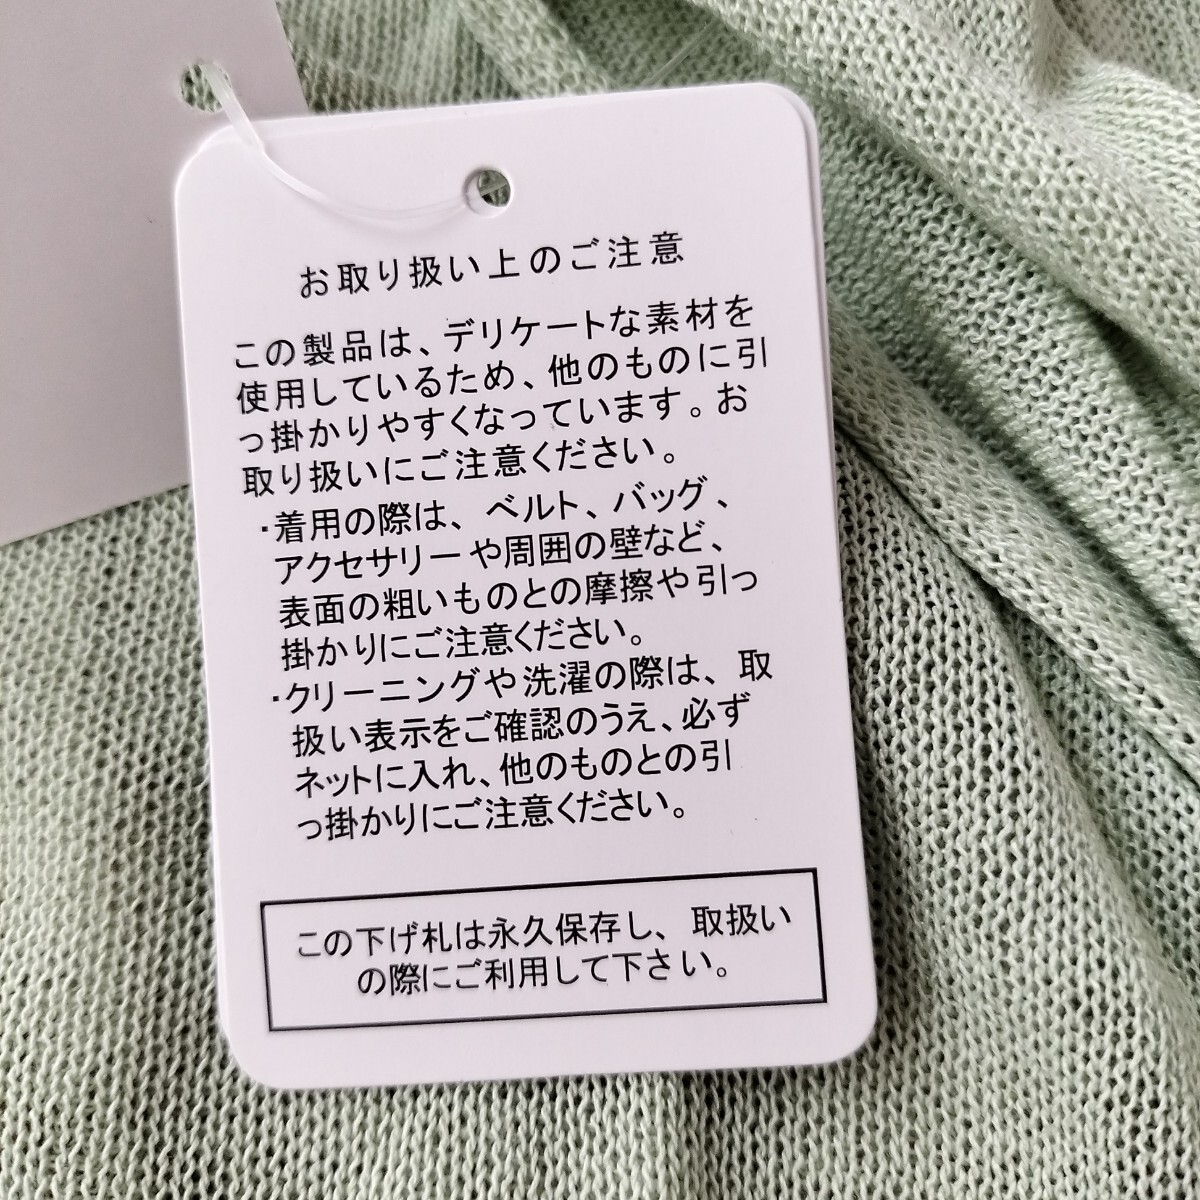 お取り扱い上のご注意
この製品は、デリケートな素材を
使用しているため、他のものに引
っ掛かりやすくなっています。お
取り扱いにご注意ください。
・着用の際は、ベルト、バッグ、
アクセサリーや周囲の壁など、
表面の粗いものとの摩擦や引っ
掛かりにご注意ください。
・クリーニングや洗濯の際は、取
扱い表示をご確認のうえ、必ず
ネットに入れ、他のものとの引
っ掛かりにご注意ください。
この下げ札は永久保存し、取扱い
の際にご利用して下さい。